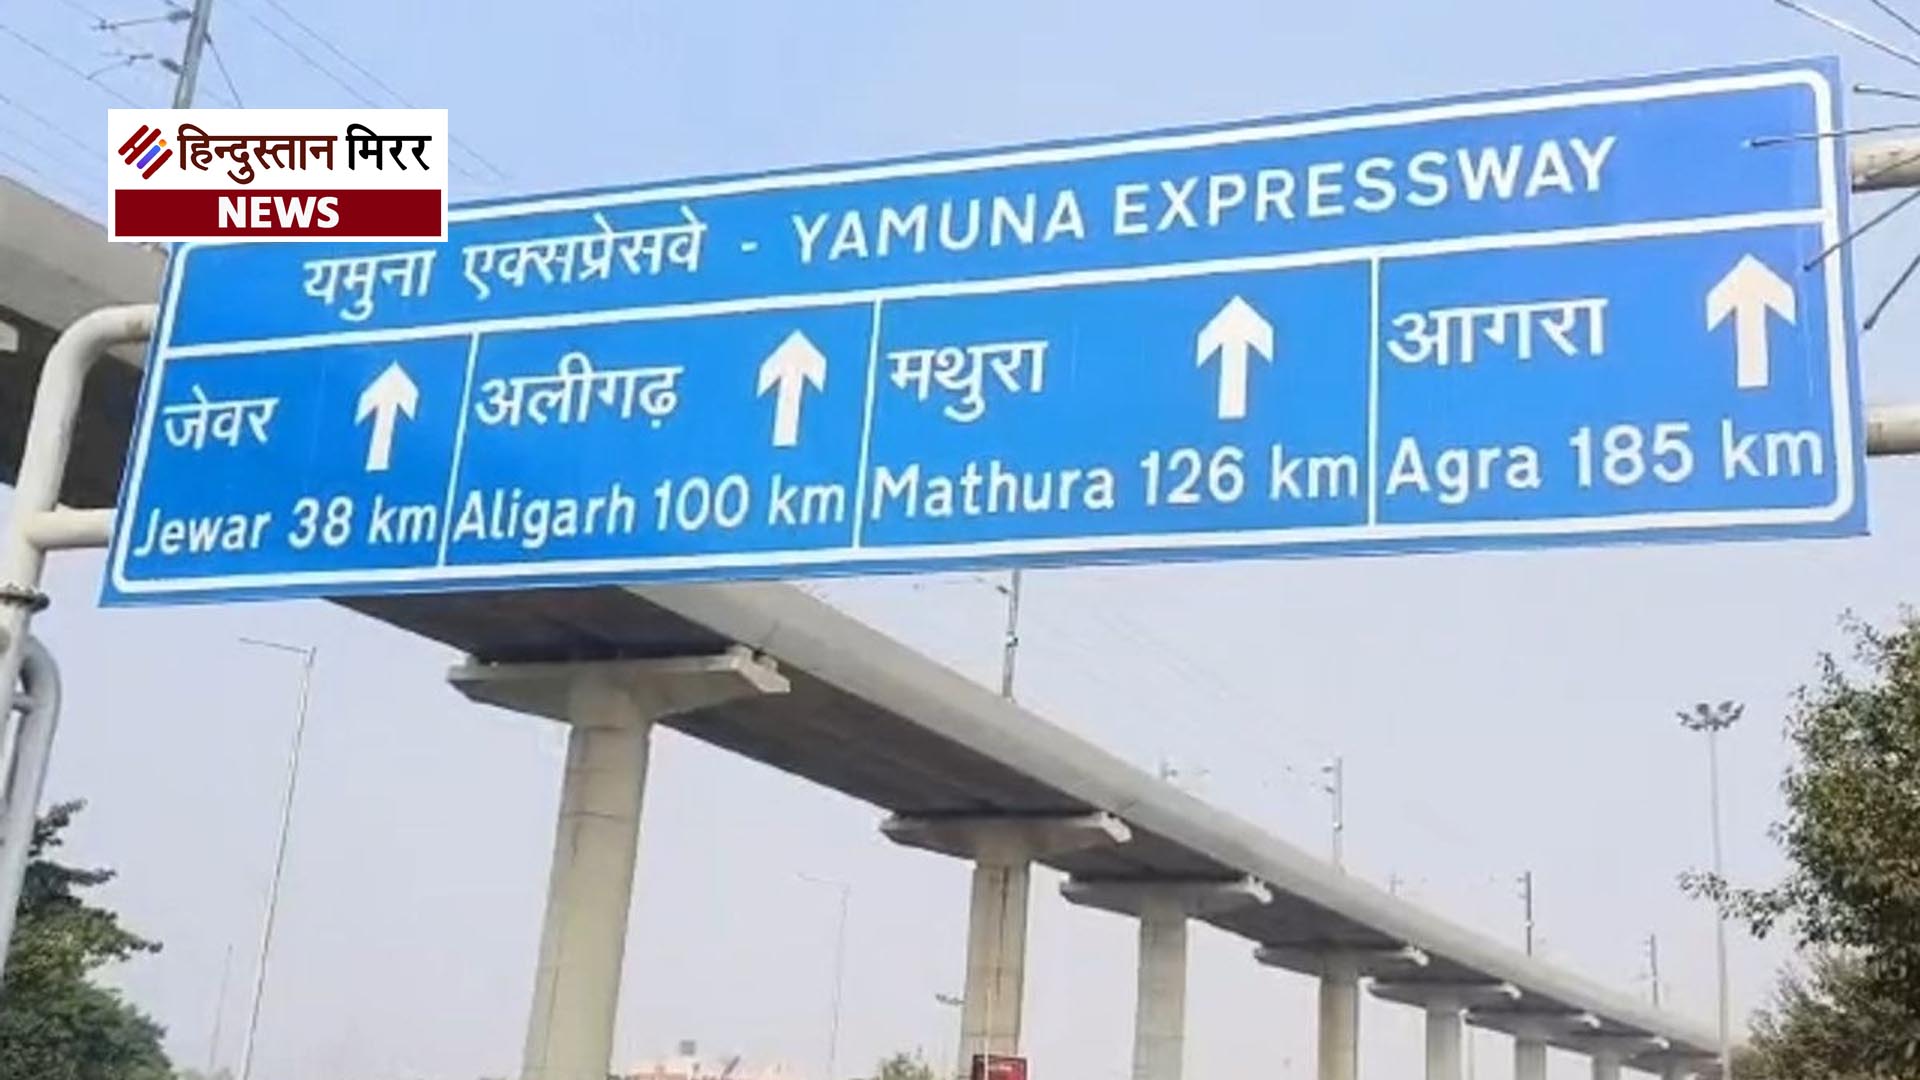 हिन्दुस्तान मिरर
NEWS
यमुना एक्सप्रेसवे - YAMUNA EXPRESSWAY
जेवर
Jewar 38 km
अलीगढ़
Aligarh 100 km
मथुरा
Mathura 126 km
आगरा
Agra 185 km